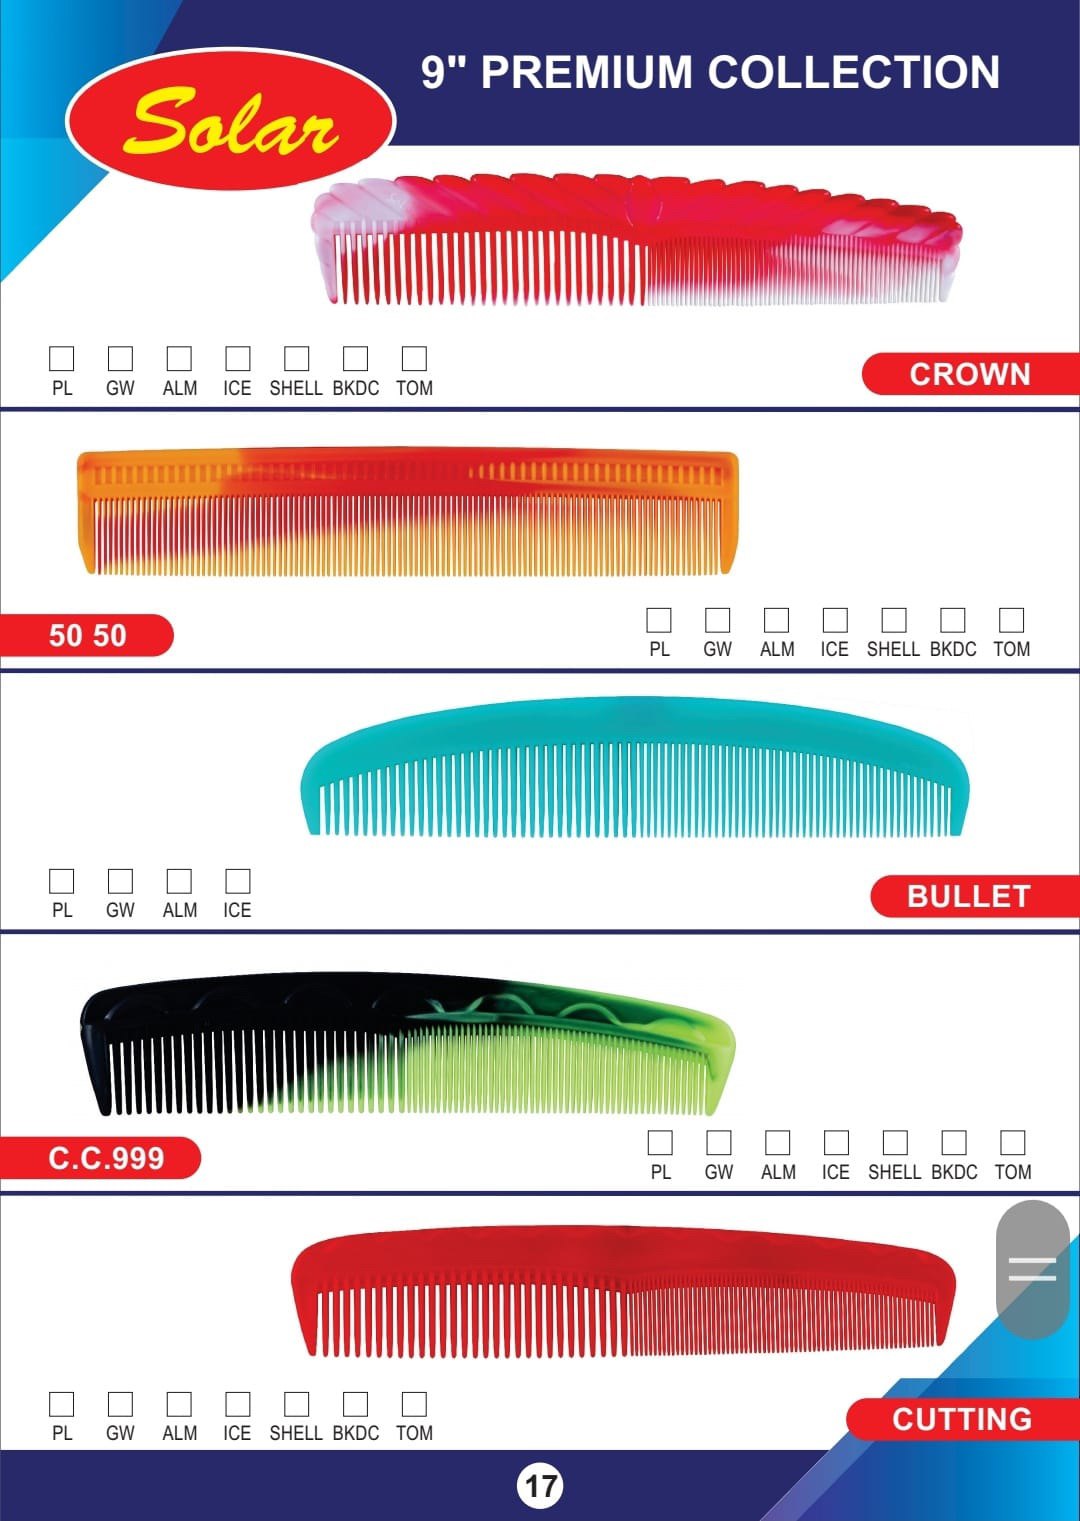 Solar
9" PREMIUM COLLECTION
PL GW ALM ICE SHELL BKDC TOM
CROWN
50 50
PL GW ALM ICE SHELL BKDC TOM
PL GW ALM ICE
BULLET
C.C.999
PL GW ALM ICE SHELL BKDC TOM
PL GW ALM ICE SHELL BKDC TOM
CUTTING
17